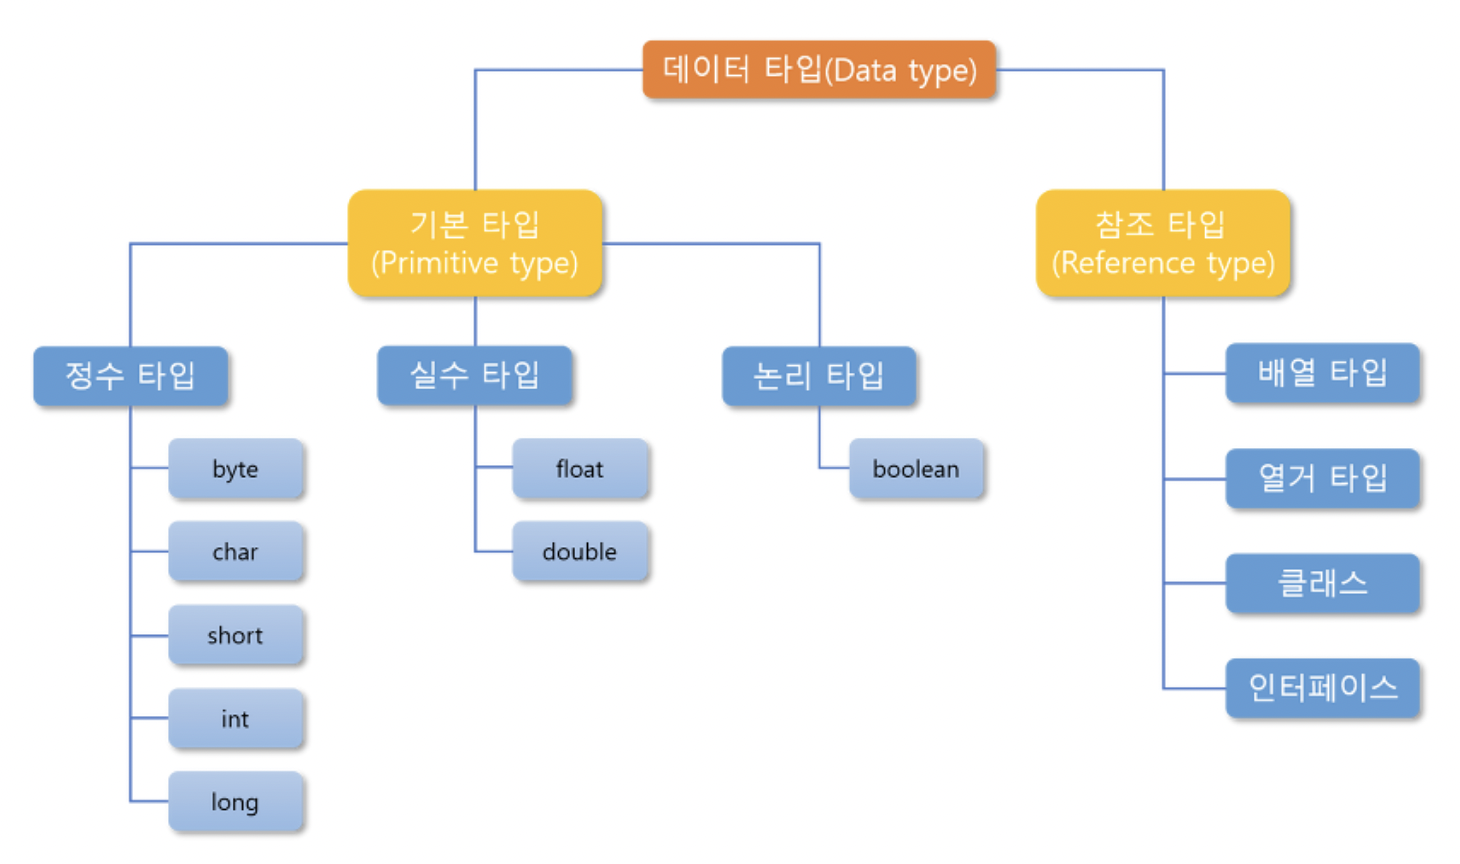 데이터 타입(Data type)
기본 타입
(Primitive type)
참조 타입
(Reference type)
정수 타입
실수 타입
논리 타입
배열 타입
byte
float
boolean
열거 타입
char
double
클래스
short
인터페이스
int
long